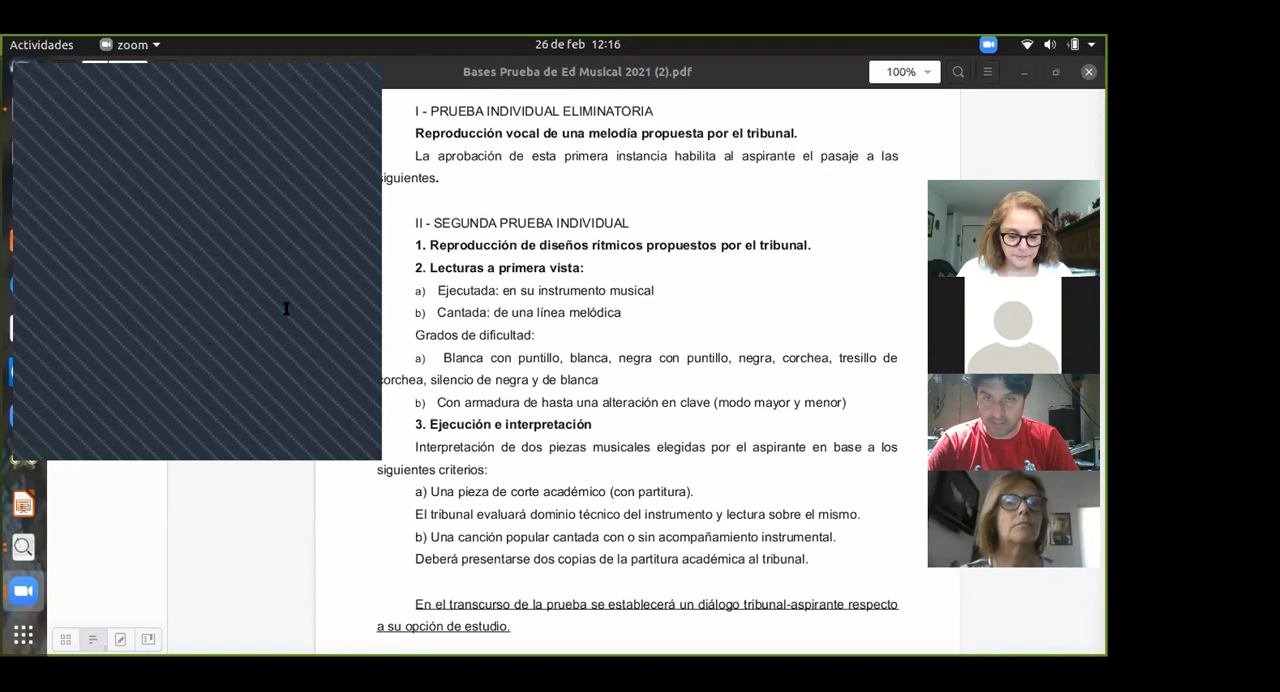 Actividades zoom 26 de feb 12:16
Bases Prueba de Ed Musical 2021 (2).pdf 100%
I - PRUEBA INDIVIDUAL ELIMINATORIA
Reproducción vocal de una melodía propuesta por el tribunal.
La aprobación de esta primera instancia habilita al aspirante el pasaje a las
siguientes.
II - SEGUNDA PRUEBA INDIVIDUAL
1. Reproducción de diseños rítmicos propuestos por el tribunal.
2. Lecturas a primera vista:
a) Ejecutada: en su instrumento musical
b) Cantada: de una línea melódica
Grados de dificultad:
a) Blanca con puntillo, blanca, negra con puntillo, negra, corchea, tresillo de
corchea, silencio de negra y de blanca
b) Con armadura de hasta una alteración en clave (modo mayor y menor)
3. Ejecución e interpretación
Interpretación de dos piezas musicales elegidas por el aspirante en base a los
siguientes criterios:
a) Una pieza de corte académico (con partitura).
El tribunal evaluará dominio técnico del instrumento y lectura sobre el mismo.
b) Una canción popular cantada con o sin acompañamiento instrumental.
Deberá presentarse dos copias de la partitura académica al tribunal.
En el transcurso de la prueba se establecerá un diálogo tribunal-aspirante respecto
a su opción de estudio.